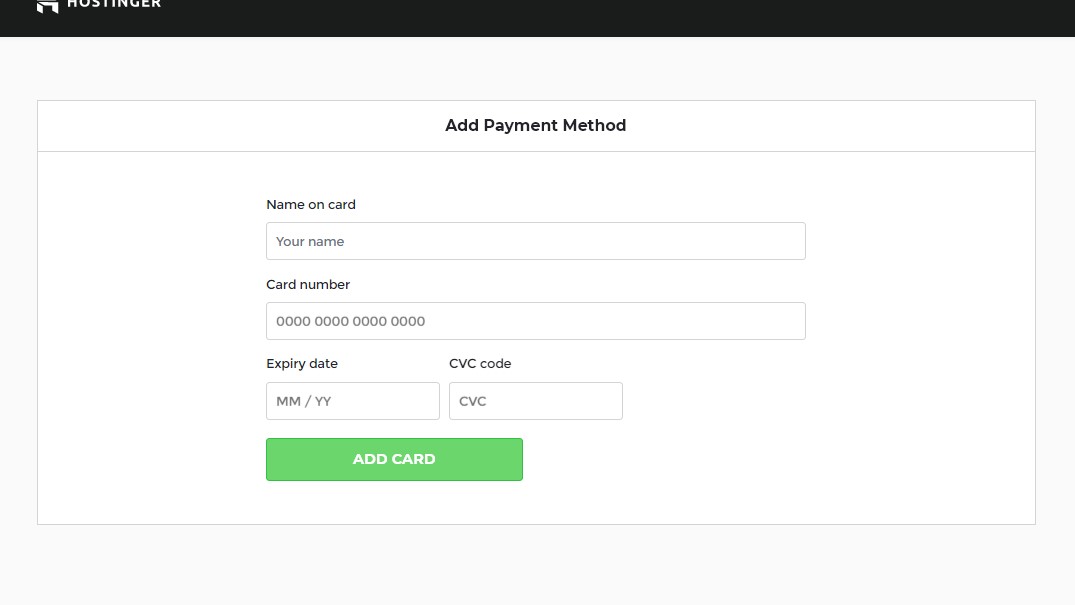 HOSTINGER
Add Payment Method
Name on card
Your name
Card number
0000 0000 0000 0000
Expiry date CVC code
MM / YY CVC
ADD CARD